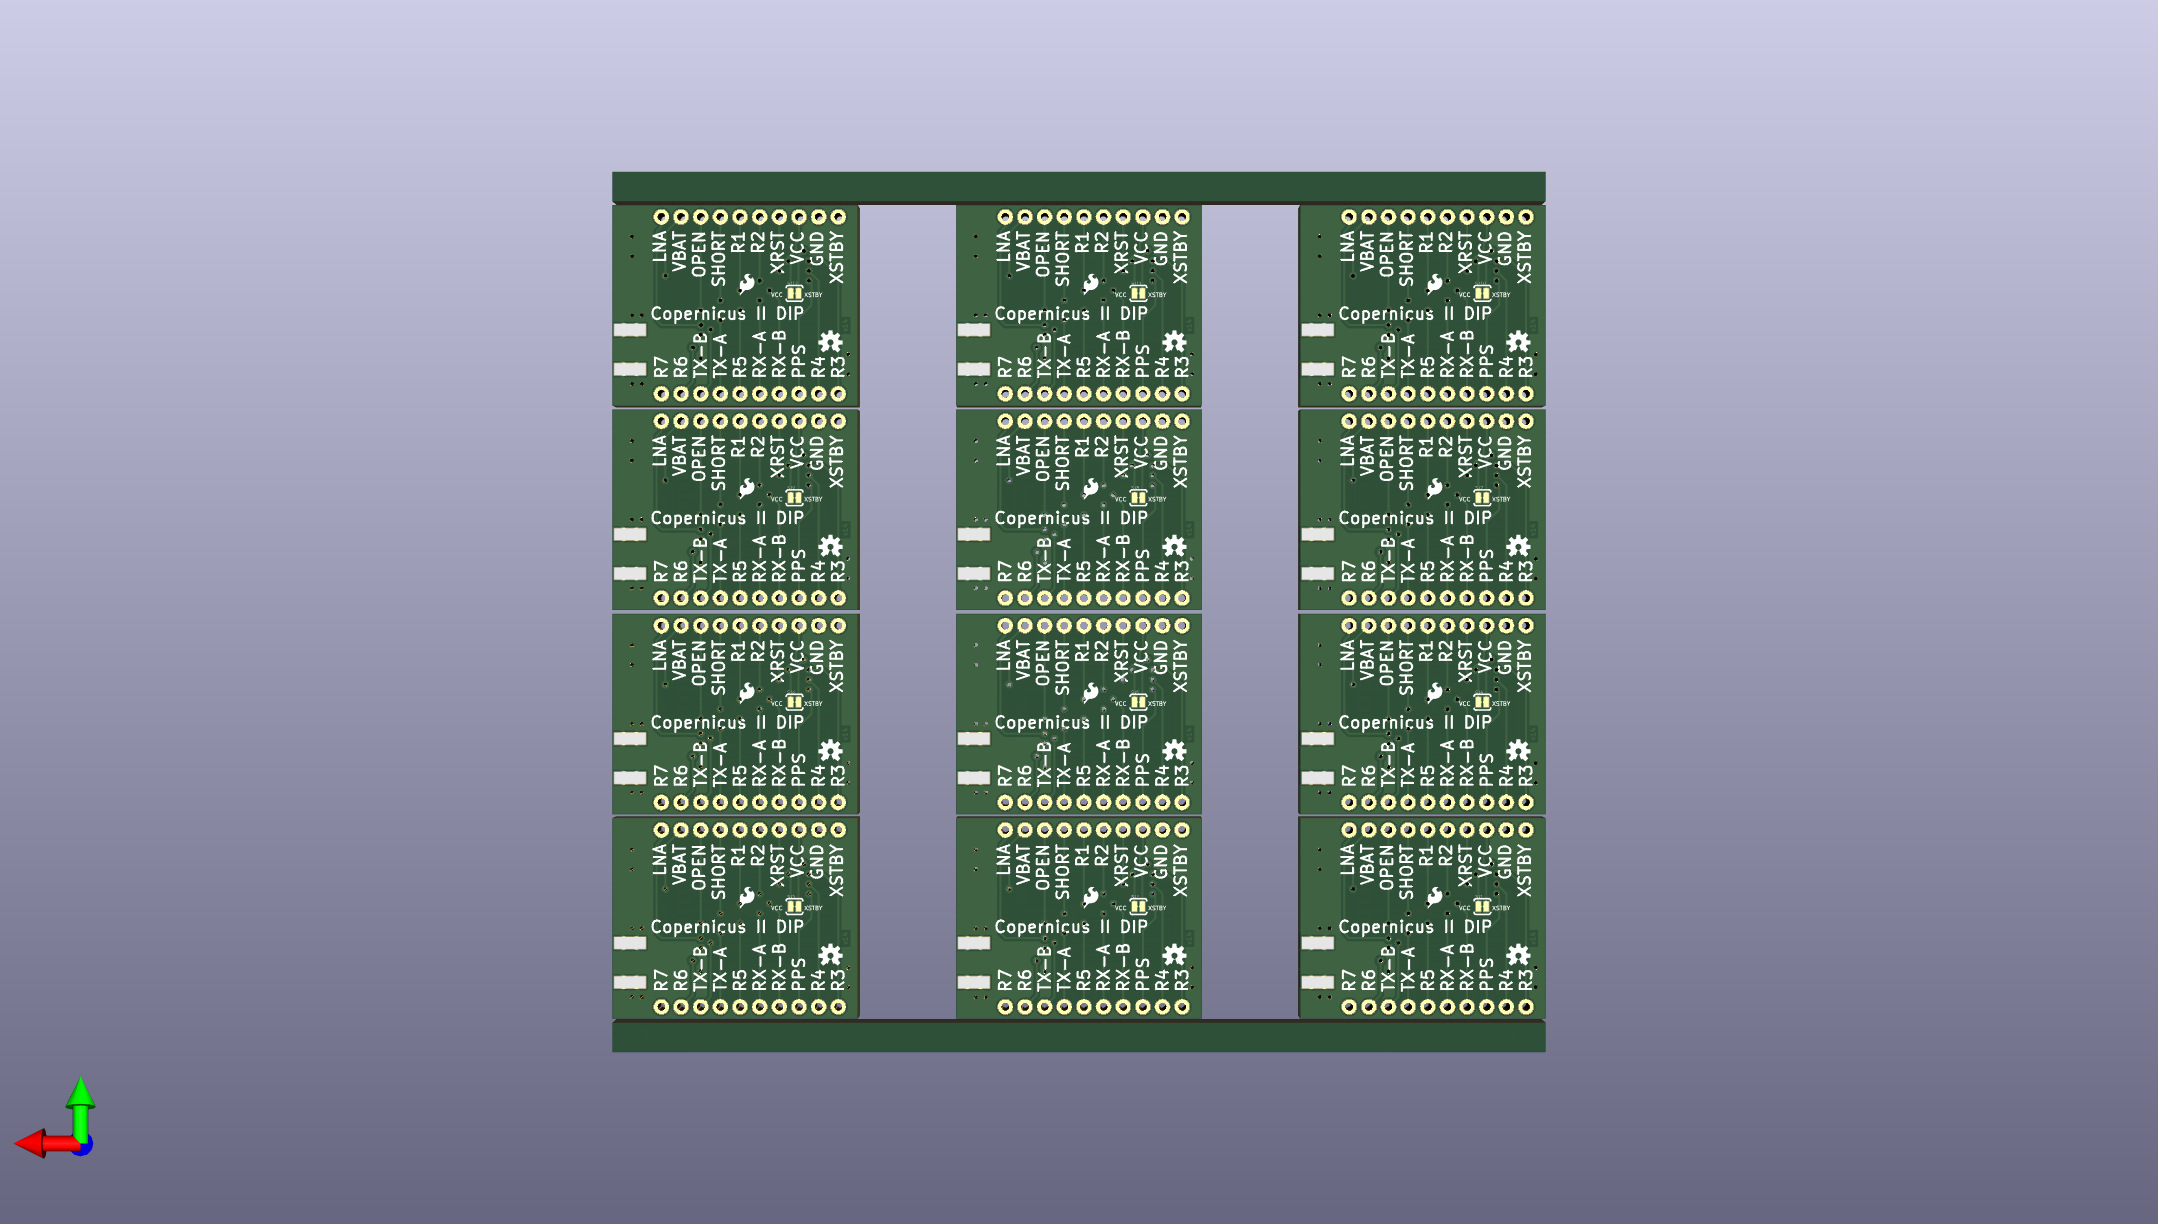 LNA VBAT OPEN SHORT R1 R2 XRST VCC GND XSTBY
VCC XSTBY
Copernicus II DIP
R7 R6 TX-B TX-A R5 RX-A RX-B PPS R4 R3
LNA VBAT OPEN SHORT R1 R2 XRST VCC GND XSTBY
VCC XSTBY
Copernicus II DIP
R7 R6 TX-B TX-A R5 RX-A RX-B PPS R4 R3
LNA VBAT OPEN SHORT R1 R2 XRST VCC GND XSTBY
VCC XSTBY
Copernicus II DIP
R7 R6 TX-B TX-A R5 RX-A RX-B PPS R4 R3
LNA VBAT OPEN SHORT R1 R2 XRST VCC GND XSTBY
VCC XSTBY
Copernicus II DIP
R7 R6 TX-B TX-A R5 RX-A RX-B PPS R4 R3
LNA VBAT OPEN SHORT R1 R2 XRST VCC GND XSTBY
VCC XSTBY
Copernicus II DIP
R7 R6 TX-B TX-A R5 RX-A RX-B PPS R4 R3
LNA VBAT OPEN SHORT R1 R2 XRST VCC GND XSTBY
VCC XSTBY
Copernicus II DIP
R7 R6 TX-B TX-A R5 RX-A RX-B PPS R4 R3
LNA VBAT OPEN SHORT R1 R2 XRST VCC GND XSTBY
VCC XSTBY
Copernicus II DIP
R7 R6 TX-B TX-A R5 RX-A RX-B PPS R4 R3
LNA VBAT OPEN SHORT R1 R2 XRST VCC GND XSTBY
VCC XSTBY
Copernicus II DIP
R7 R6 TX-B TX-A R5 RX-A RX-B PPS R4 R3
LNA VBAT OPEN SHORT R1 R2 XRST VCC GND XSTBY
VCC XSTBY
Copernicus II DIP
R7 R6 TX-B TX-A R5 RX-A RX-B PPS R4 R3
LNA VBAT OPEN SHORT R1 R2 XRST VCC GND XSTBY
VCC XSTBY
Copernicus II DIP
R7 R6 TX-B TX-A R5 RX-A RX-B PPS R4 R3
LNA VBAT OPEN SHORT R1 R2 XRST VCC GND XSTBY
VCC XSTBY
Copernicus II DIP
R7 R6 TX-B TX-A R5 RX-A RX-B PPS R4 R3
LNA VBAT OPEN SHORT R1 R2 XRST VCC GND XSTBY
VCC XSTBY
Copernicus II DIP
R7 R6 TX-B TX-A R5 RX-A RX-B PPS R4 R3